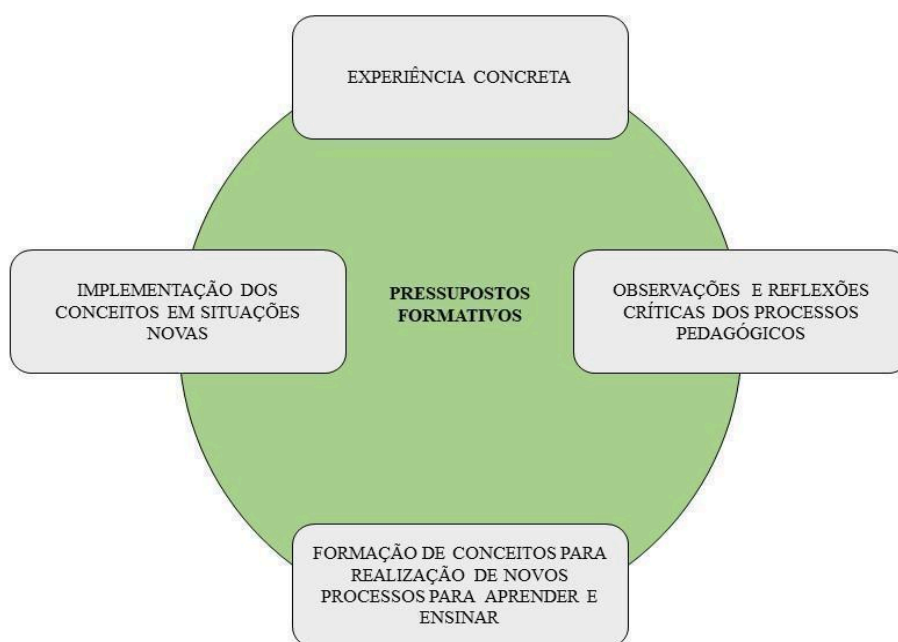 EXPERIÊNCIA CONCRETA
IMPLEMENTAÇÃO DOS
CONCEITOS EM SITUAÇÕES
NOVAS
PRESSUPOSTOS
FORMATIVOS
OBSERVAÇÕES E REFLEXÕES
CRÍTICAS DOS PROCESSOS
PEDAGÓGICOS
FORMAÇÃO DE CONCEITOS PARA
REALIZAÇÃO DE NOVOS
PROCESSOS PARA APRENDER E
ENSINAR